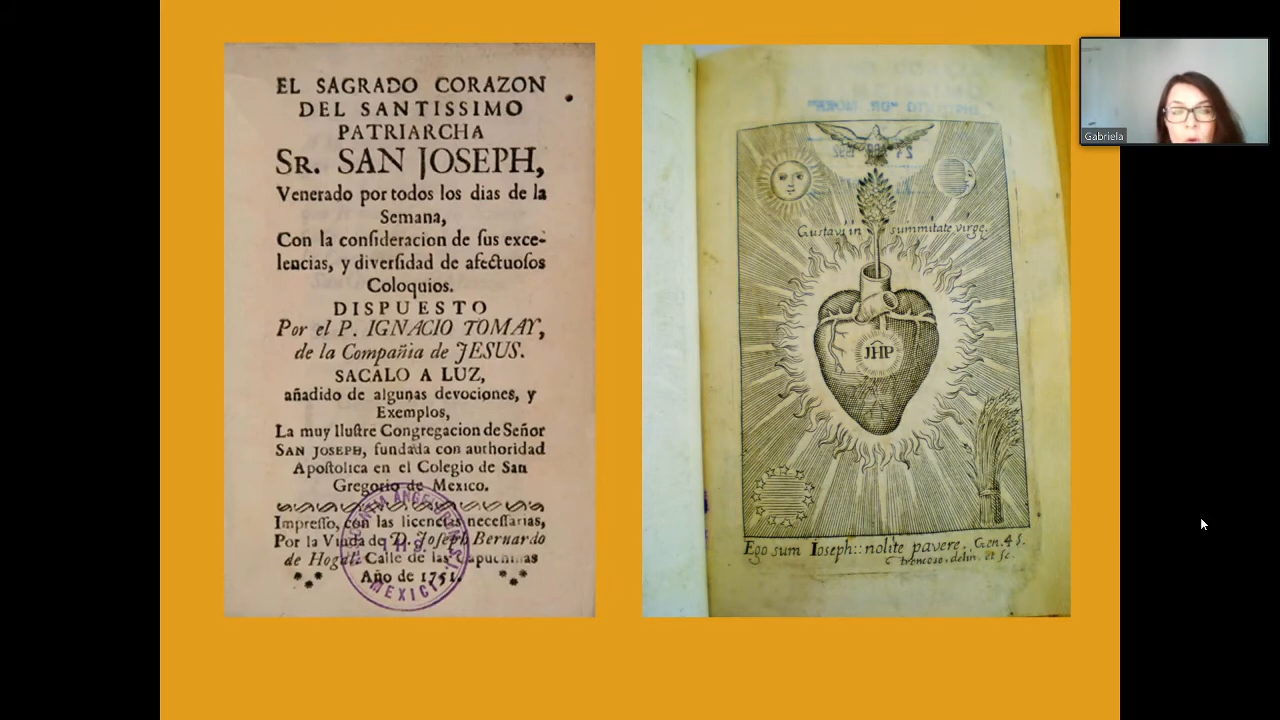 EL SAGRADO CORAZON
DEL SANTISSIMO
PATRIARCHA
SR. SAN JOSEPH,
Venerado por todos los dias de la
Semana,
Con la conſideracion de ſus exce-
lencias, y diverſidad de afectuoſos
Coloquios.
DISPUESTO
Por el P. IGNACIO TOMAY,
de la Compañia de JESUS.
SACALO A LUZ,
añadido de algunas devociones, y
Exemplos,
La muy Iluſtre Congregacion de Señor
SAN JOSEPH, fundada con authoridad
Apoſtolica en el Colegio de San
Gregorio de Mexico.
Impreſſo, con las licencias neceſſarias,
Por la Viuda de D. Joſeph Bernardo
de Hogal. Calle de las Capuchinas
Año de 1751.
MEXICI
Gustavi in summitate virge.
JHP
Ego sum Ioseph:: nolite pavere. Gen. 45.
troncoso, delin. et sc.
Gabriela